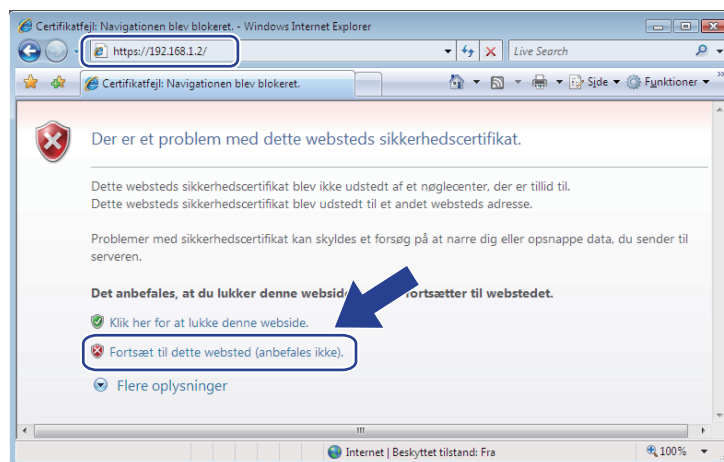 Certifikatfejl: Navigationen blev blokeret. - Windows Internet Explorer
https://192.168.1.2/
Live Search
Certifikatfejl: Navigationen blev blokeret.
Side
Funktioner
Der er et problem med dette websteds sikkerhedscertifikat.
Dette websteds sikkerhedscertifikat blev ikke udstedt af et nøglecenter, der er tillid til.
Dette websteds sikkerhedscertifikat blev udstedt til et andet websteds adresse.
Problemer med sikkerhedscertifikat kan skyldes et forsøg på at narre dig eller opsnappe data, du sender til
serveren.
Det anbefales, at du lukker denne webside fortsætter til webstedet.
Klik her for at lukke denne webside.
Fortsæt til dette websted (anbefales ikke).
Flere oplysninger
Internet | Beskyttet tilstand: Fra
100%